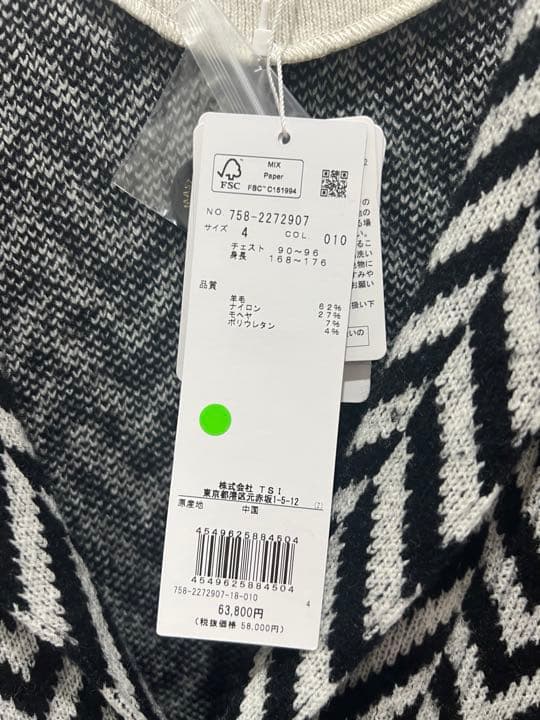 MIX
Paper
FSC
FSC™ C161994
NO. 758-2272907
サイズ 4 COL. 010
チェスト 90~96
身長 168~176
品質
羊毛 62%
ナイロン 27%
モヘヤ 7%
ポリウレタン 4%
株式会社 TSI
東京都港区元赤坂1-5-12 (Z)
原産地 中国
4549625884504
4549625884504
758-2272907-18-010 4
63,800円
(税抜価格 58,000円)